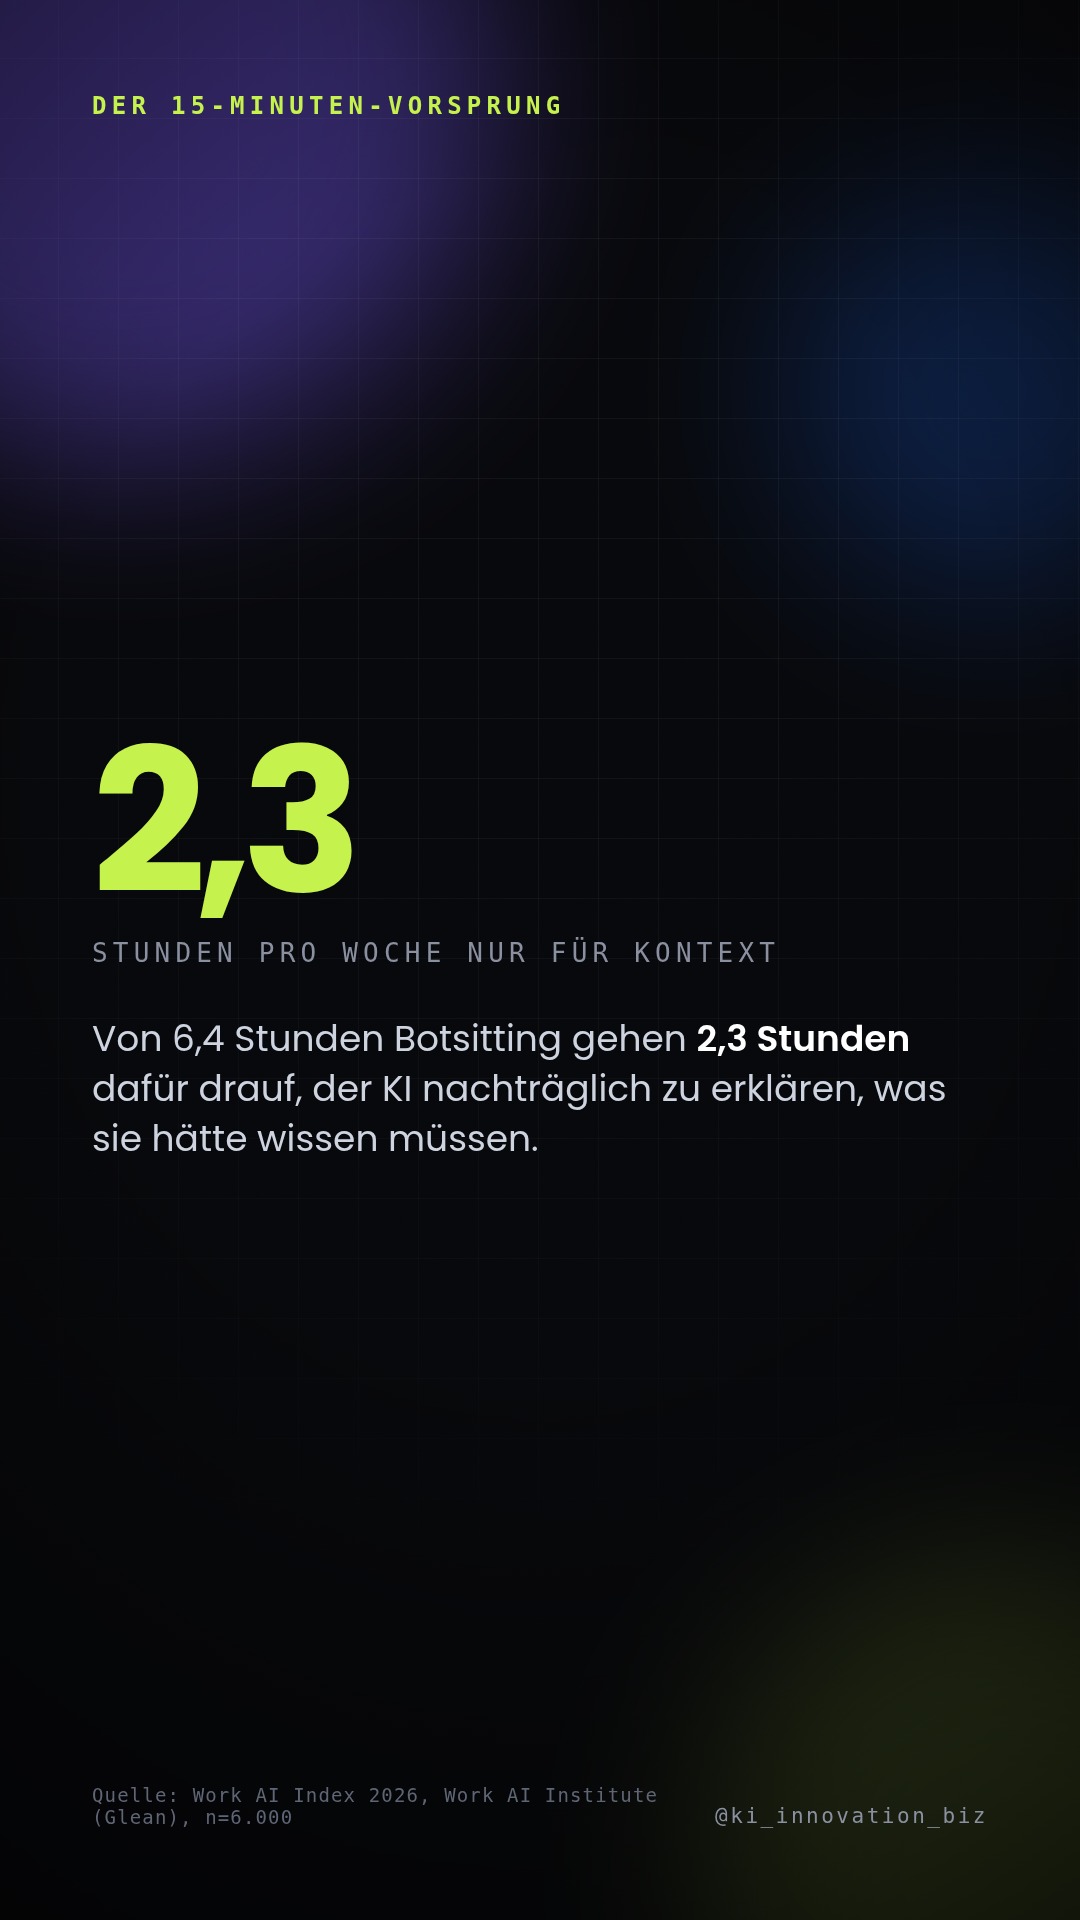 DER 15-MINUTEN-VORSPRUNG
2,3
STUNDEN PRO WOCHE NUR FÜR KONTEXT
Von 6,4 Stunden Botsitting gehen 2,3 Stunden
dafür drauf, der KI nachträglich zu erklären, was
sie hätte wissen müssen.
Quelle: Work AI Index 2026, Work AI Institute
(Glean), n=6.000
@ki_innovation_biz